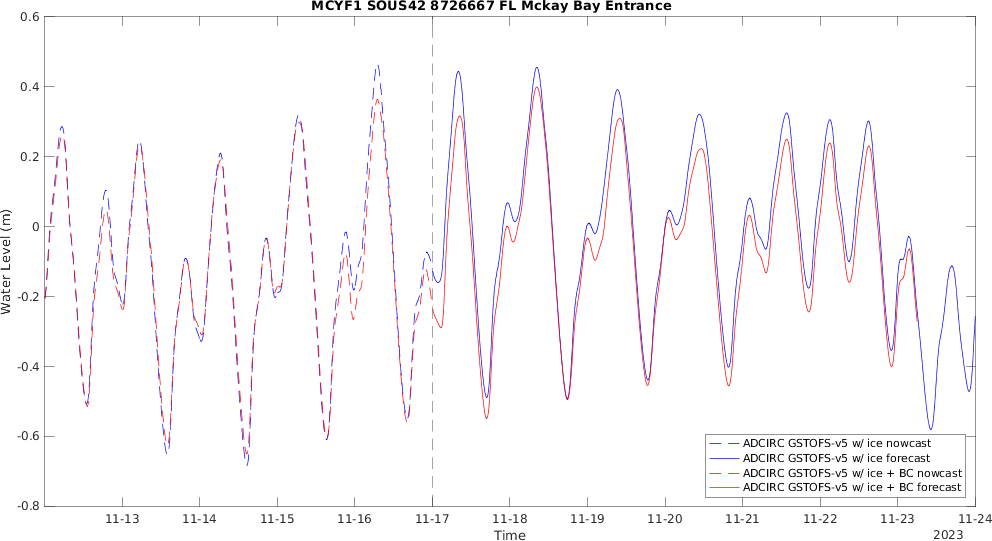 MCYF1 SOUS42 8726667 FL Mckay Bay Entrance
Water Level (m)
0.6
0.4
0.2
0
-0.2
-0.4
-0.6
-0.8
ADCIRC GSTOFS-v5 w/ ice nowcast
ADCIRC GSTOFS-v5 w/ ice forecast
ADCIRC GSTOFS-v5 w/ ice + BC nowcast
ADCIRC GSTOFS-v5 w/ ice + BC forecast
11-13 11-14 11-15 11-16 11-17 11-18 11-19 11-20 11-21 11-22 11-23 11-24
Time
2023